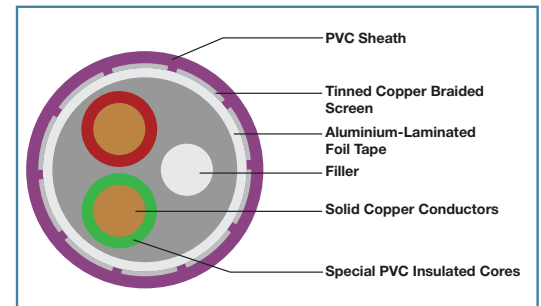 PVC Sheath
Tinned Copper Braided
Screen
Aluminium-Laminated
Foil Tape
Filler
Solid Copper Conductors
Special PVC Insulated Cores